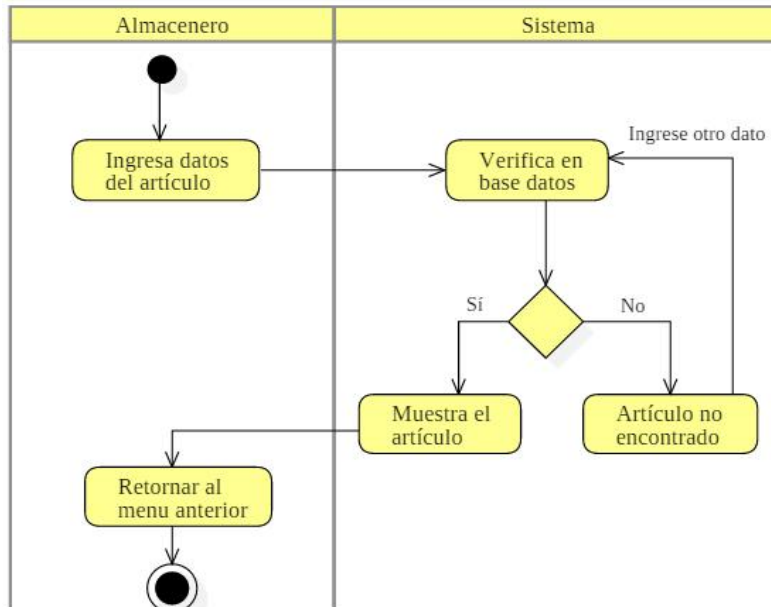 Almacenero
Sistema
Ingresa datos
del artículo
Verifica en
base datos
Ingrese otro dato
Sí
No
Muestra el
artículo
Artículo no
encontrado
Retornar al
menu anterior